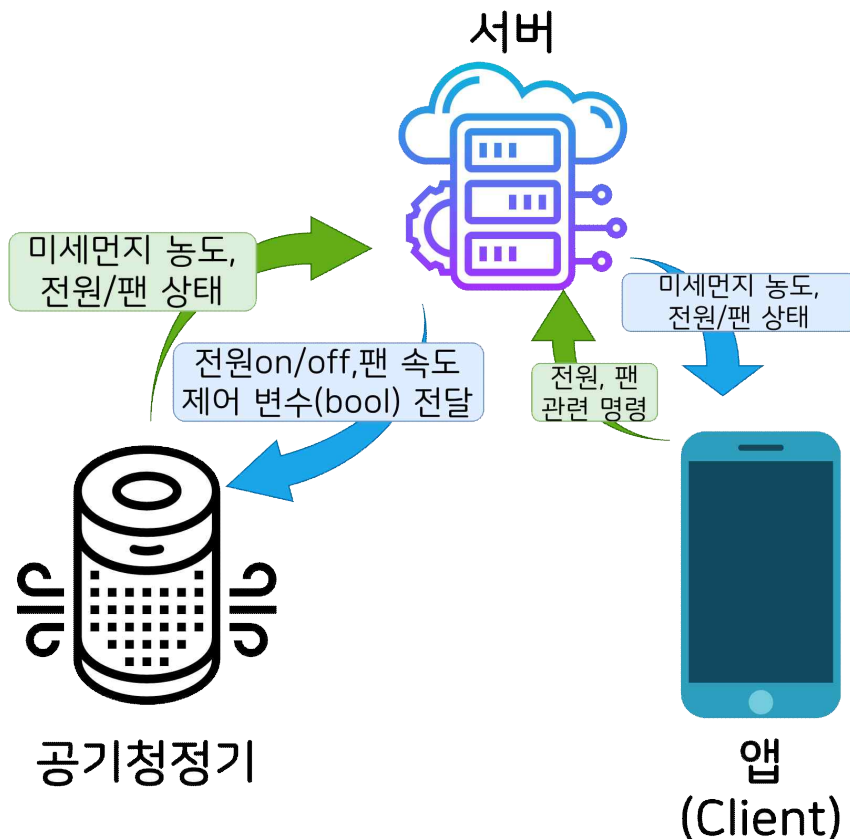 서버
미세먼지 농도,
전원/팬 상태
미세먼지 농도,
전원/팬 상태
전원on/off,팬 속도
제어 변수(bool) 전달
전원, 팬
관련 명령
공기청정기
앱
(Client)